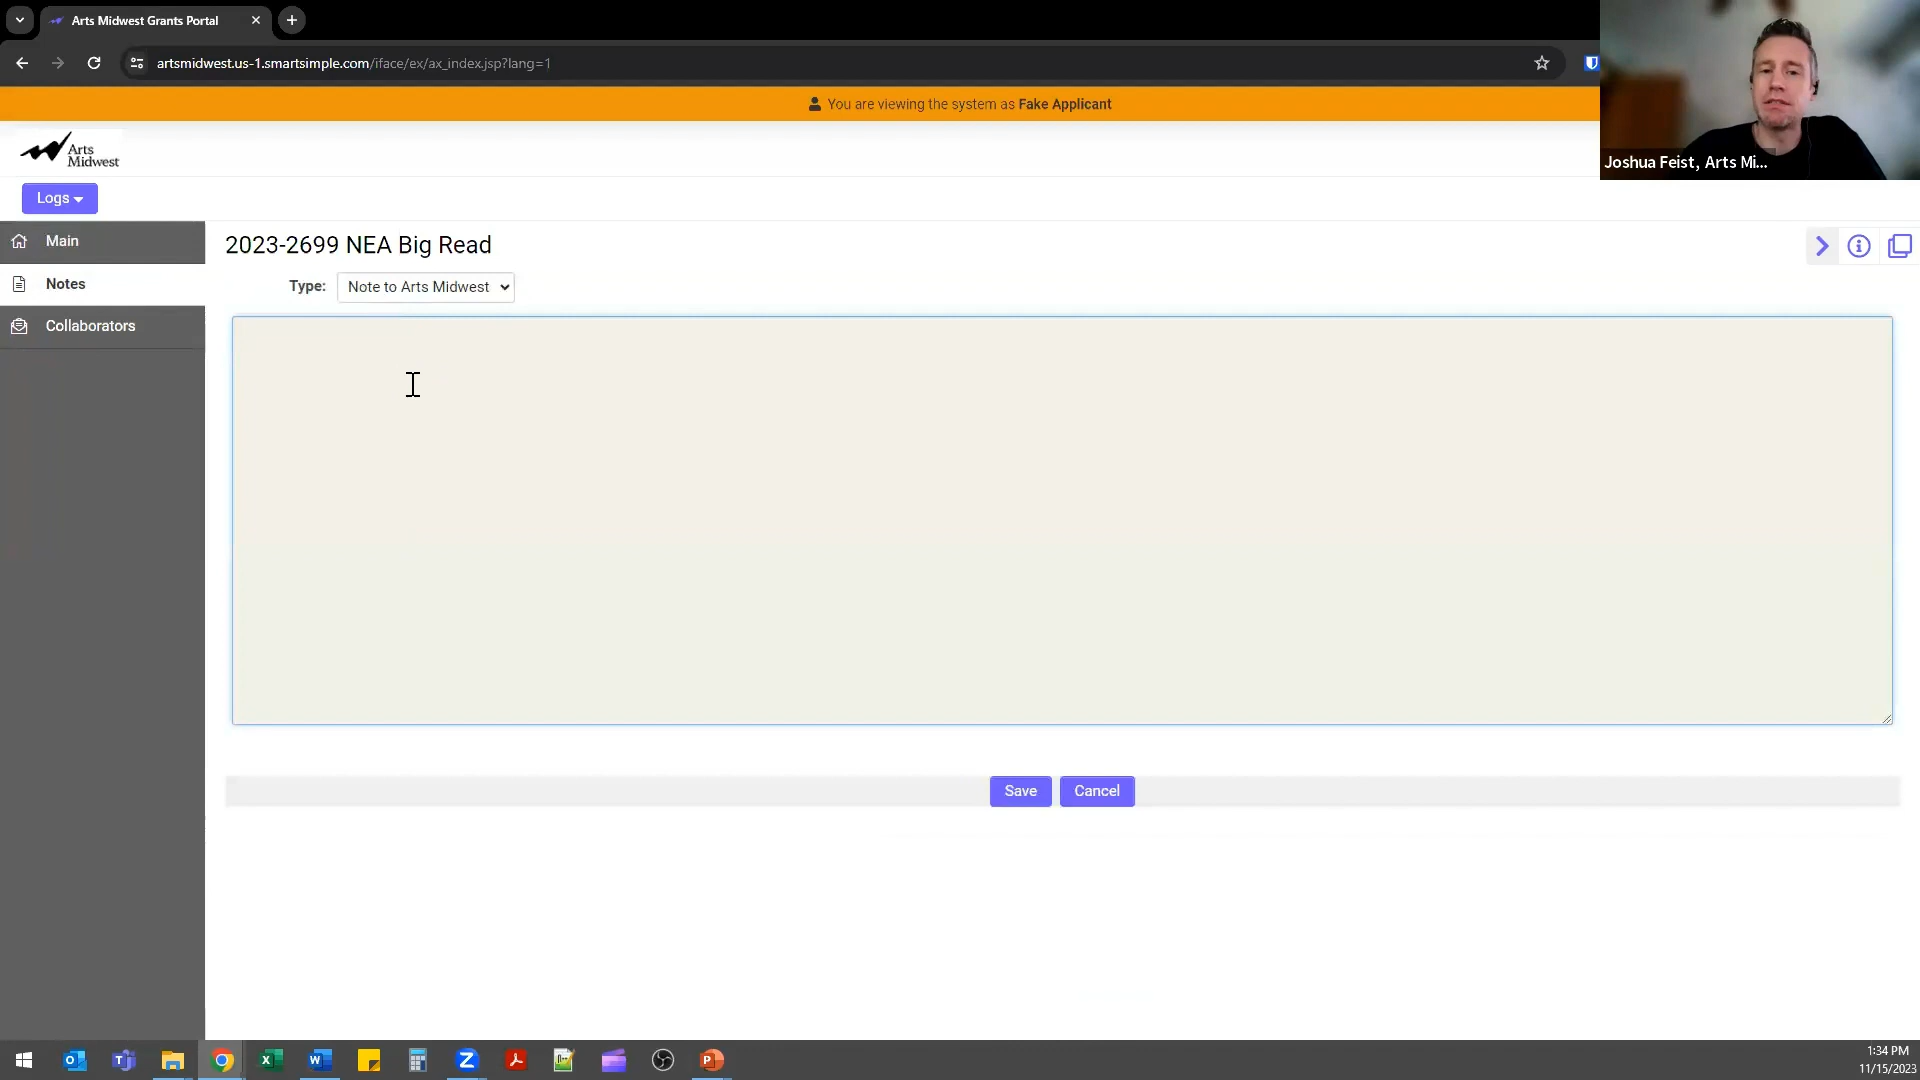 Arts Midwest Grants Portal
artsmidwest.us-1.smartsimple.com/iface/ex/ax_index.jsp?lang=1
You are viewing the system as Fake Applicant
Joshua Feist, Arts Mi...
Arts
Midwest
Logs
Main
Notes
Collaborators
2023-2699 NEA Big Read
Type: Note to Arts Midwest
Save Cancel
1:34 PM
11/15/2023